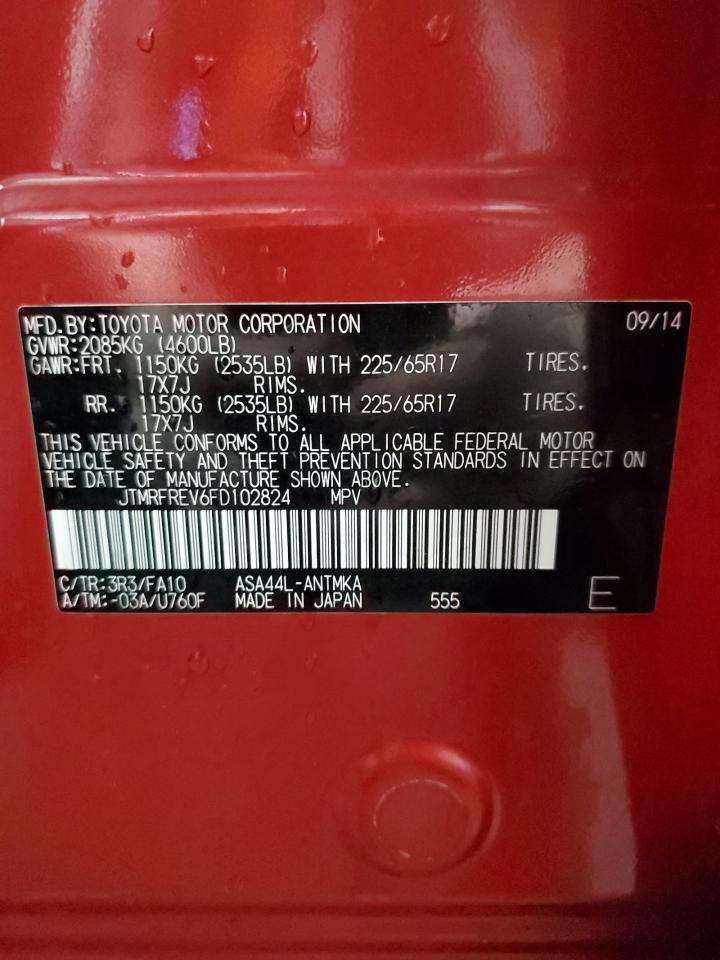 MFD.BY:TOYOTA MOTOR CORPORATION 09/14
GVWR:2085KG (4600LB)
GAWR:FRT. 1150KG (2535LB) WITH 225/65R17 TIRES.
17X7J RIMS.
RR. 1150KG (2535LB) WITH 225/65R17 TIRES.
17X7J RIMS.
THIS VEHICLE CONFORMS TO ALL APPLICABLE FEDERAL MOTOR
VEHICLE SAFETY AND THEFT PREVENTION STANDARDS IN EFFECT ON
THE DATE OF MANUFACTURE SHOWN ABOVE.
JTMRFREV6FD102824 MPV
C/TR:3R3/FA10 ASA44L-ANTMKA
A/TM:-03A/U760F MADE IN JAPAN 555 E